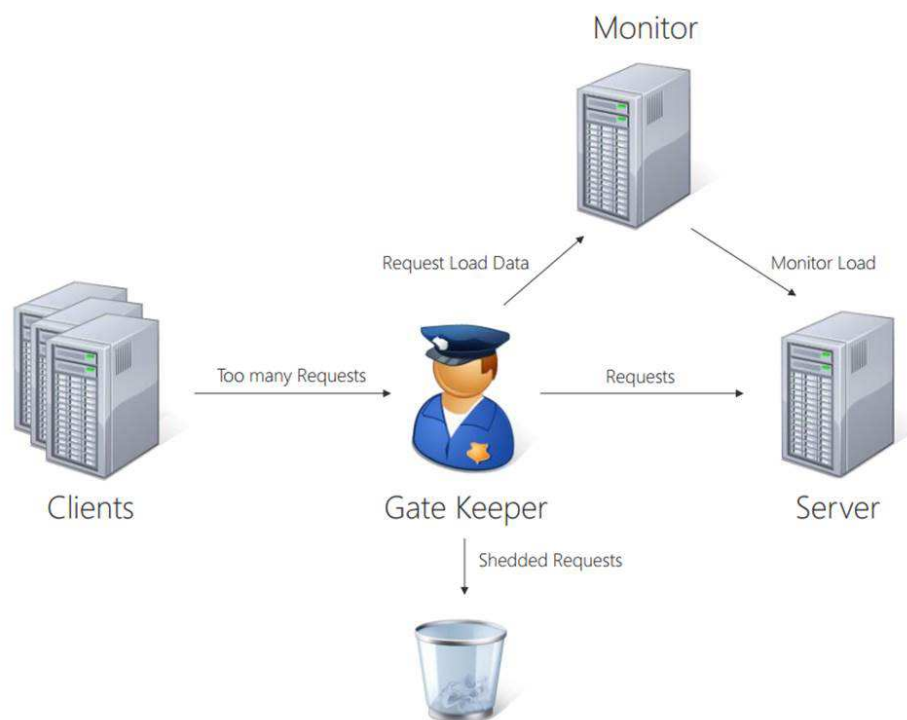 Monitor
Request Load Data
Monitor Load
Too many Requests
Requests
Clients
Gate Keeper
Server
Shedded Requests